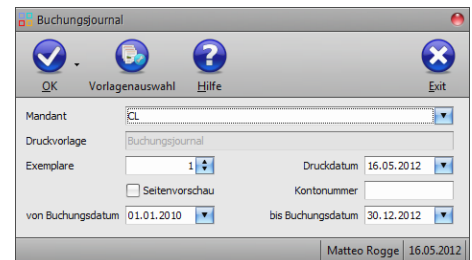 Buchungsjournal
OK Vorlagenauswahl Hilfe Exit
Mandant CL
Druckvorlage Buchungsjournal
Exemplare 1 Druckdatum 16.05.2012
Seitenvorschau Kontonummer
von Buchungsdatum 01.01.2010 bis Buchungsdatum 30.12.2012
Matteo Rogge 16.05.2012